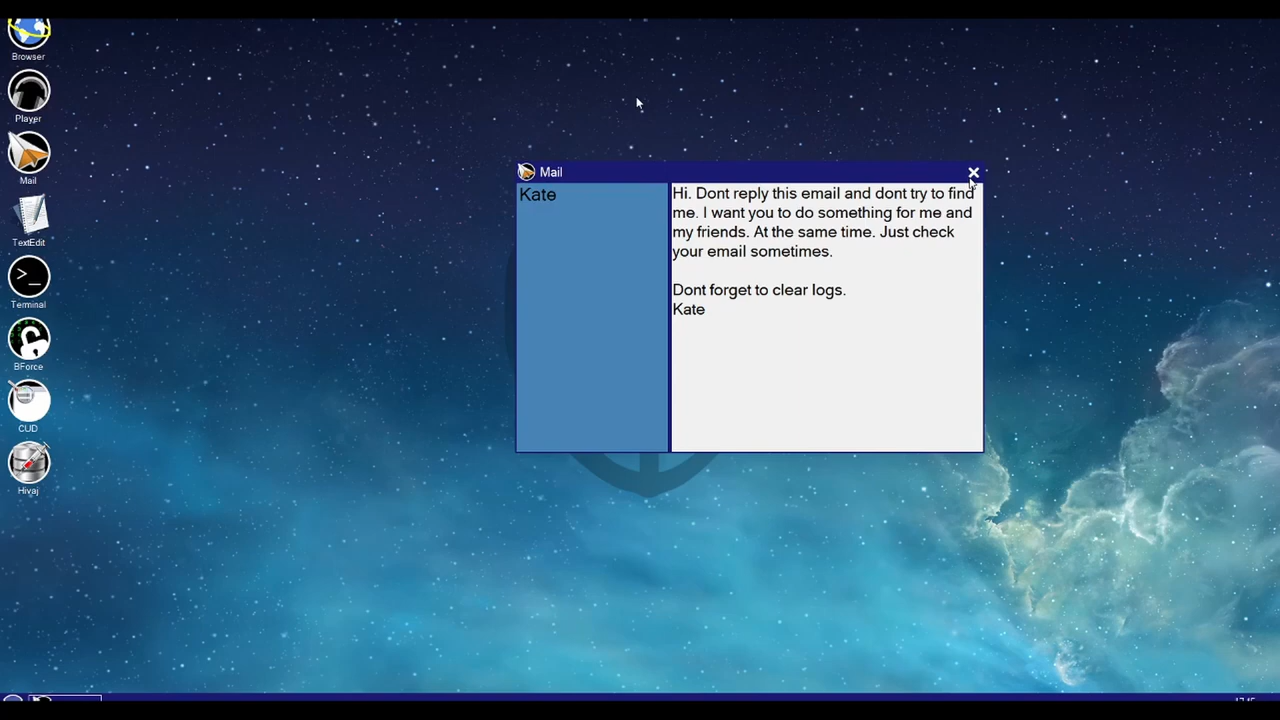 Browser
Player
Mail
TextEdit
Terminal
>_
BForce
CUD
Hivaj
Mail
Kate
Hi. Dont reply this email and dont try to find
me. I want you to do something for me and
my friends. At the same time. Just check
your email sometimes.
Dont forget to clear logs.
Kate